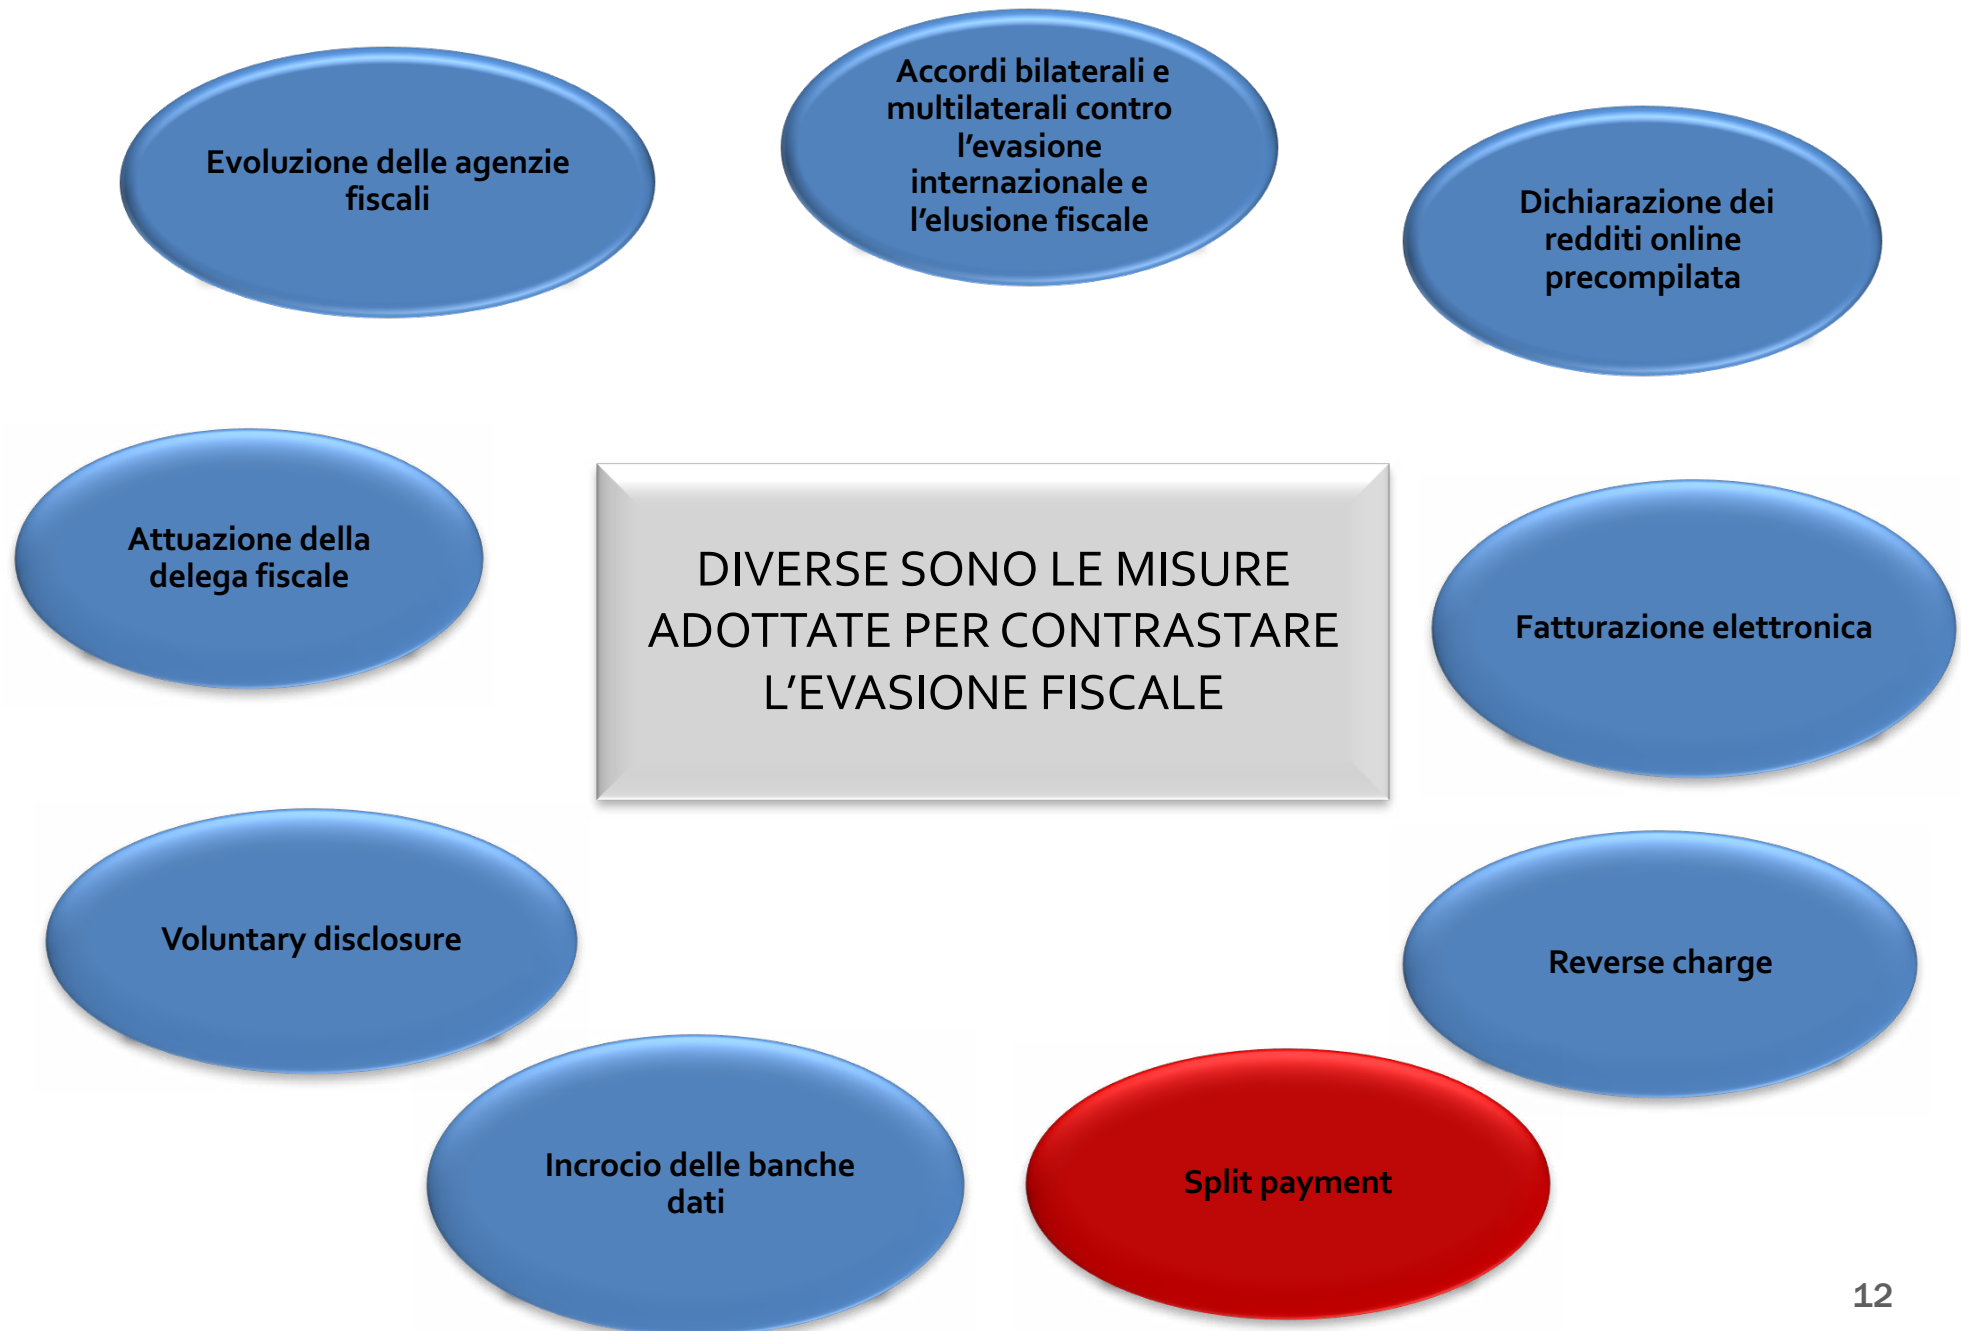 Accordi bilaterali e
multilaterali contro
l’evasione
internazionale e
l’elusione fiscale
Evoluzione delle agenzie
fiscali
Dichiarazione dei
redditi online
precompilata
Attuazione della
delega fiscale
DIVERSE SONO LE MISURE
ADOTTATE PER CONTRASTARE
L’EVASIONE FISCALE
Fatturazione elettronica
Voluntary disclosure
Reverse charge
Incrocio delle banche
dati
Split payment
12